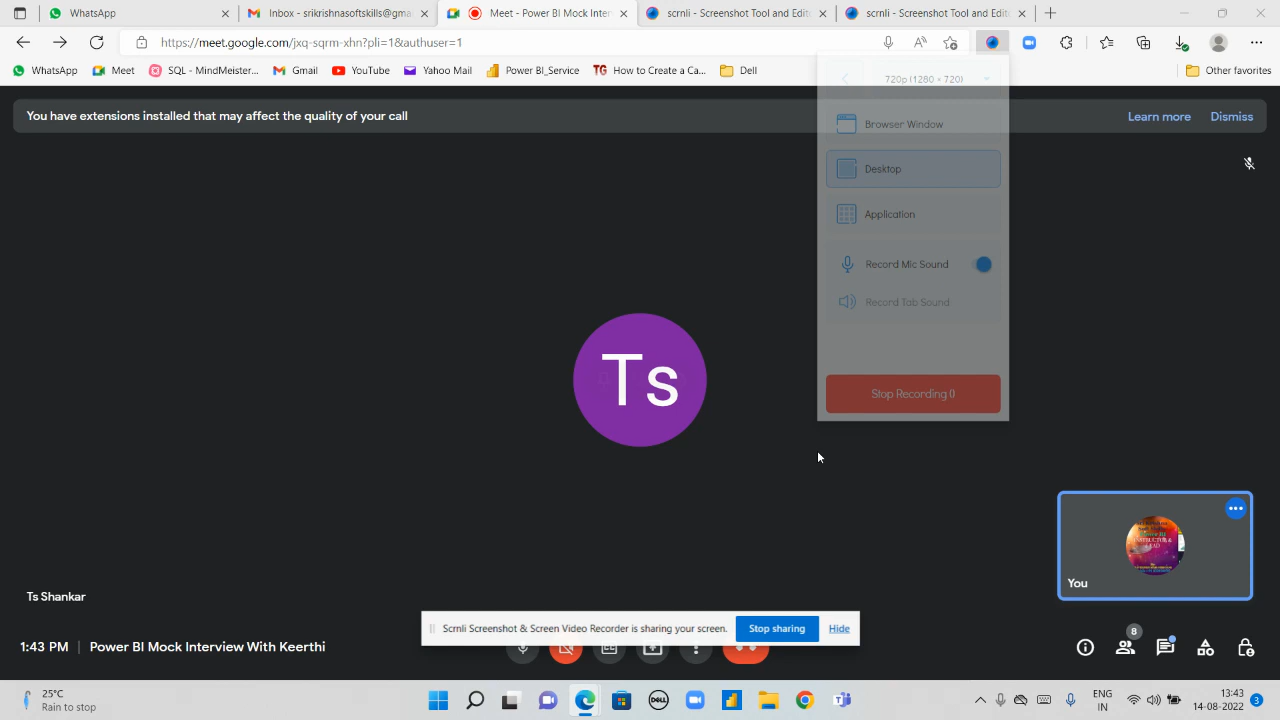 WhatsApp
Inbox - srikrishnasoftskills@gma
Meet - Power BI Mock Inter
scrnli - Screenshot Tool and Edit
scrnli - Screenshot Tool and Edit
https://meet.google.com/jxq-sqrm-xhn?pli=1&authuser=1
WhatsApp
Meet
SQL - MindMeister...
Gmail
YouTube
Yahoo Mail
Power BI_Service
TG How to Create a Ca...
Dell
Other favorites
720p (1280 × 720)
You have extensions installed that may affect the quality of your call
Learn more
Dismiss
Browser Window
Desktop
Application
Record Mic Sound
Record Tab Sound
Stop Recording
Ts
You
Ts Shankar
Scrnli Screenshot & Screen Video Recorder is sharing your screen.
Stop sharing
Hide
1:43 PM | Power BI Mock Interview With Keerthi
8
25°C
Rain to stop
DELL
ENG
IN
13:43
14-08-2022
3